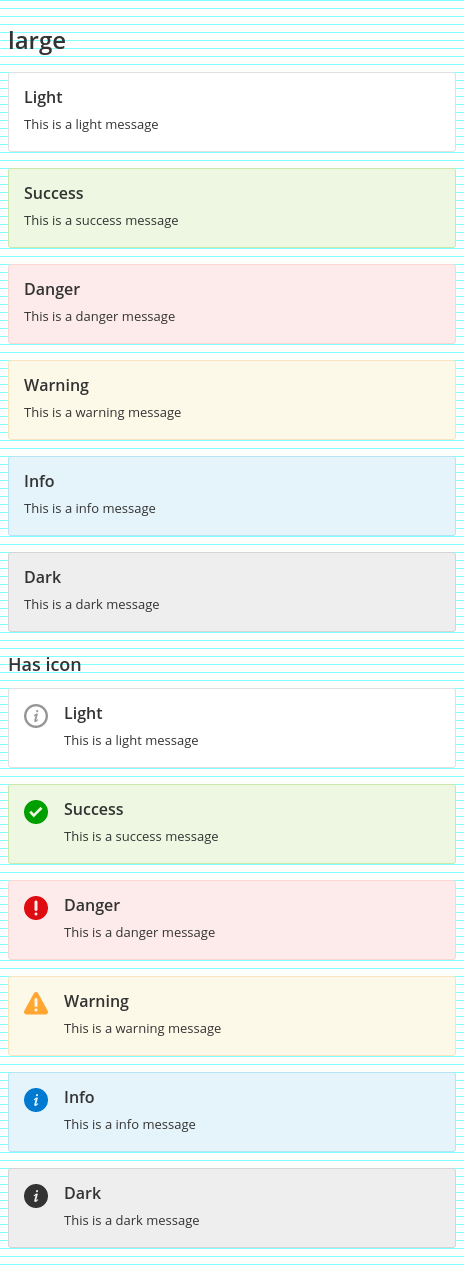 large
Light
This is a light message
Success
This is a success message
Danger
This is a danger message
Warning
This is a warning message
Info
This is a info message
Dark
This is a dark message
Has icon
Light
This is a light message
Success
This is a success message
Danger
This is a danger message
Warning
This is a warning message
Info
This is a info message
Dark
This is a dark message